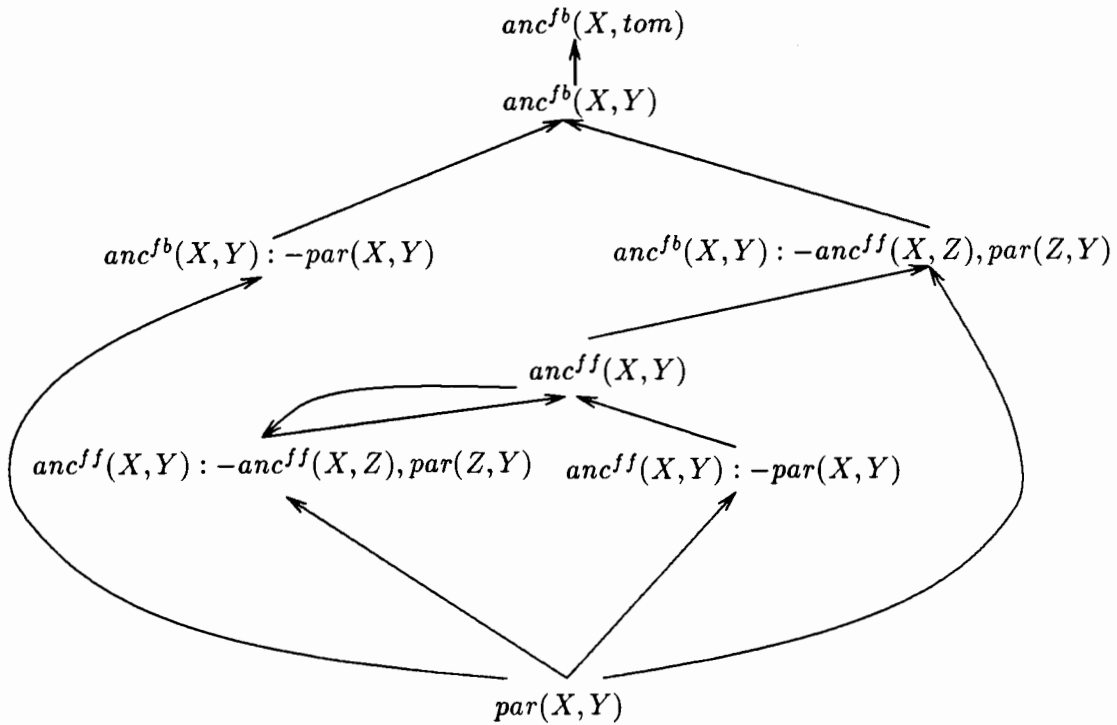 anc^{fb}(X, tom)
anc^{fb}(X, Y)
anc^{fb}(X, Y) : -par(X, Y)
anc^{fb}(X, Y) : -anc^{ff}(X, Z), par(Z, Y)
anc^{ff}(X, Y)
anc^{ff}(X, Y) : -anc^{ff}(X, Z), par(Z, Y)
anc^{ff}(X, Y) : -par(X, Y)
par(X, Y)